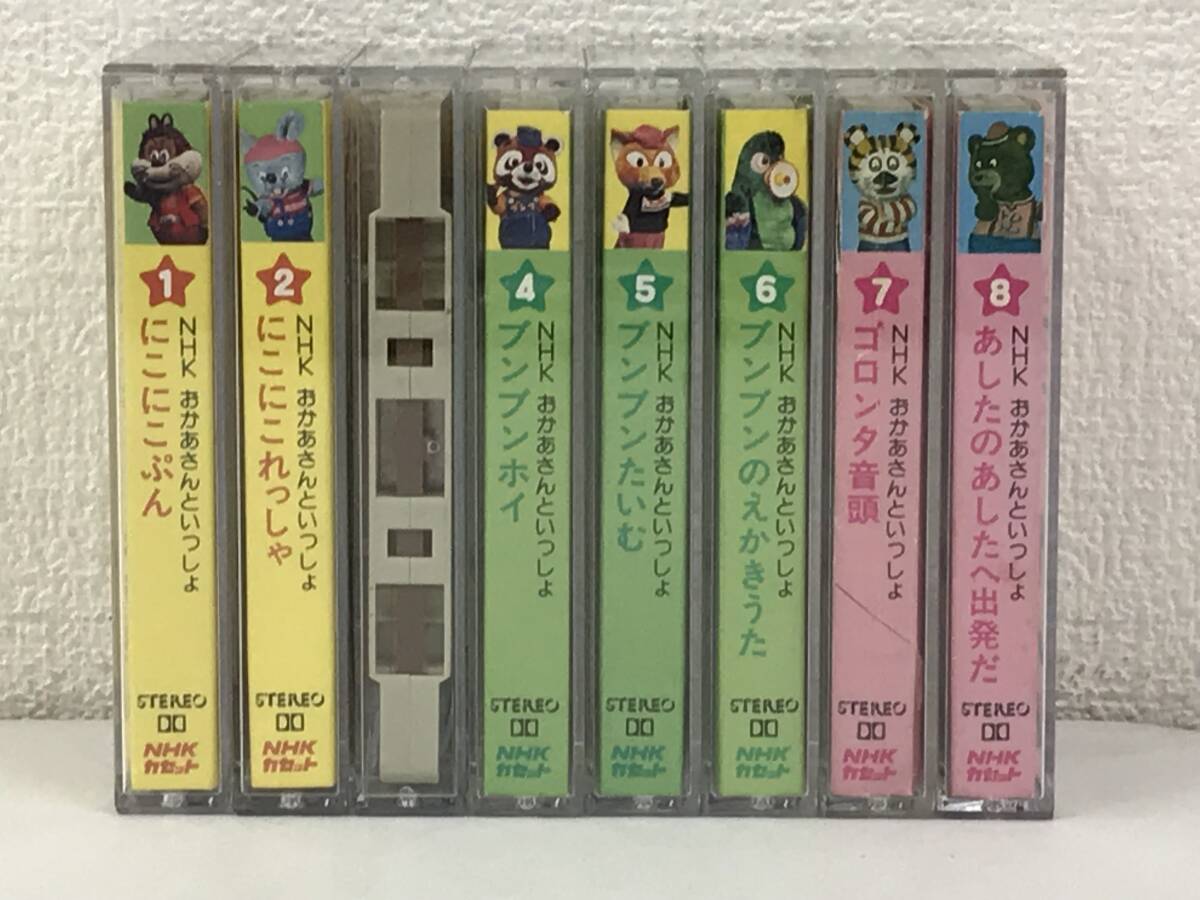 1
NHK おかあさんといっしょ
にこにこぷん
STEREO
NHK
カセット
2
NHK おかあさんといっしょ
にこにこれっしゃ
STEREO
NHK
カセット
4
NHK おかあさんといっしょ
ブンブンホイ
STEREO
NHK
カセット
5
NHK おかあさんといっしょ
ブンブンたいむ
STEREO
NHK
カセット
6
NHK おかあさんといっしょ
ブンブンのえかきうた
STEREO
NHK
カセット
7
NHK おかあさんといっしょ
ゴロンタ音頭
STEREO
NHK
カセット
8
NHK おかあさんといっしょ
あしたのあしたへ出発だ
STEREO
NHK
カセット